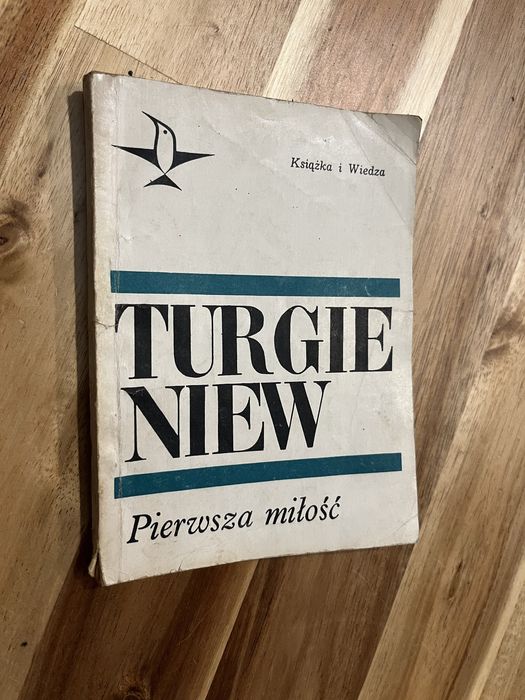 Książka i Wiedza
TURGIE
NIEW
Pierwsza miłość